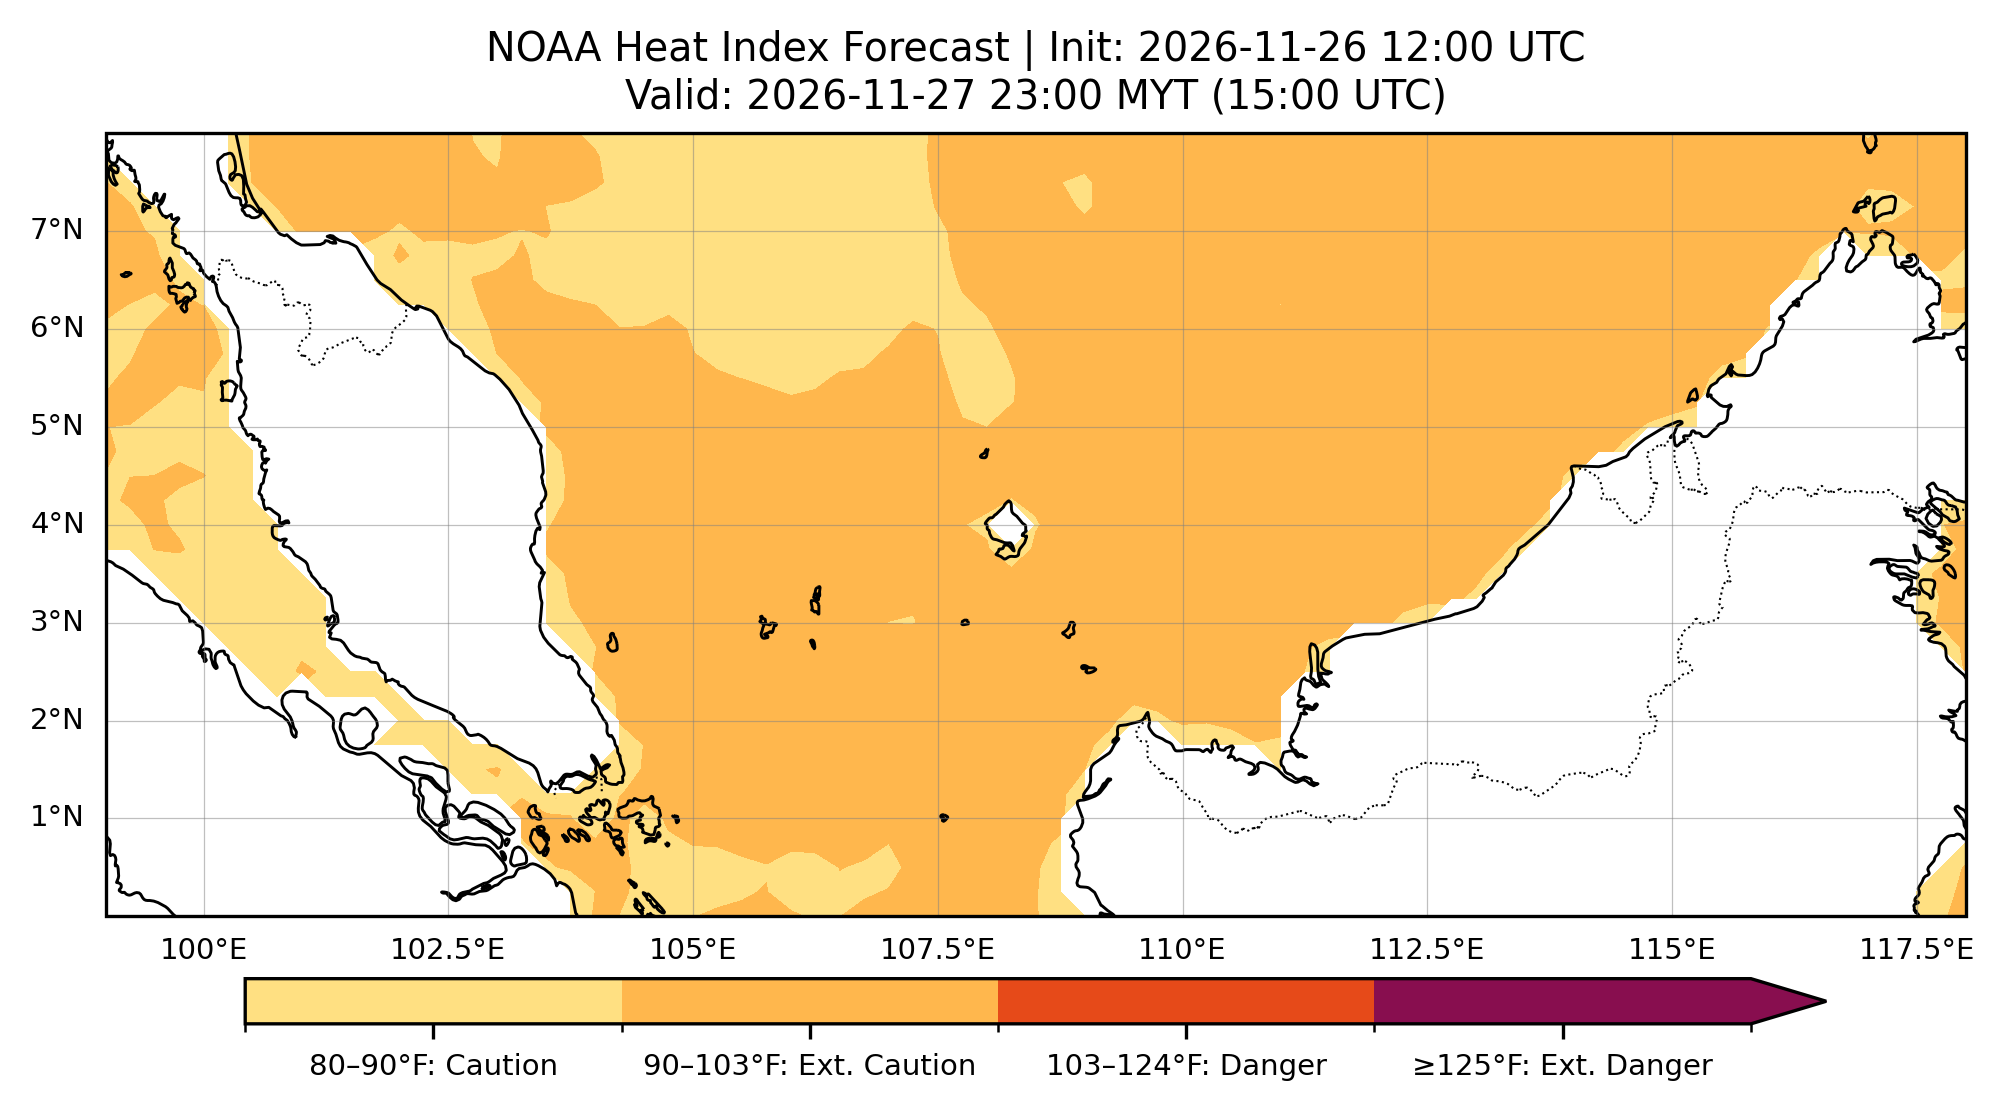 NOAA Heat Index Forecast | Init: 2026-11-26 12:00 UTC
Valid: 2026-11-27 23:00 MYT (15:00 UTC)
7°N
6°N
5°N
4°N
3°N
2°N
1°N
100°E 102.5°E 105°E 107.5°E 110°E 112.5°E 115°E 117.5°E
80–90°F: Caution 90–103°F: Ext. Caution 103–124°F: Danger ≥125°F: Ext. Danger